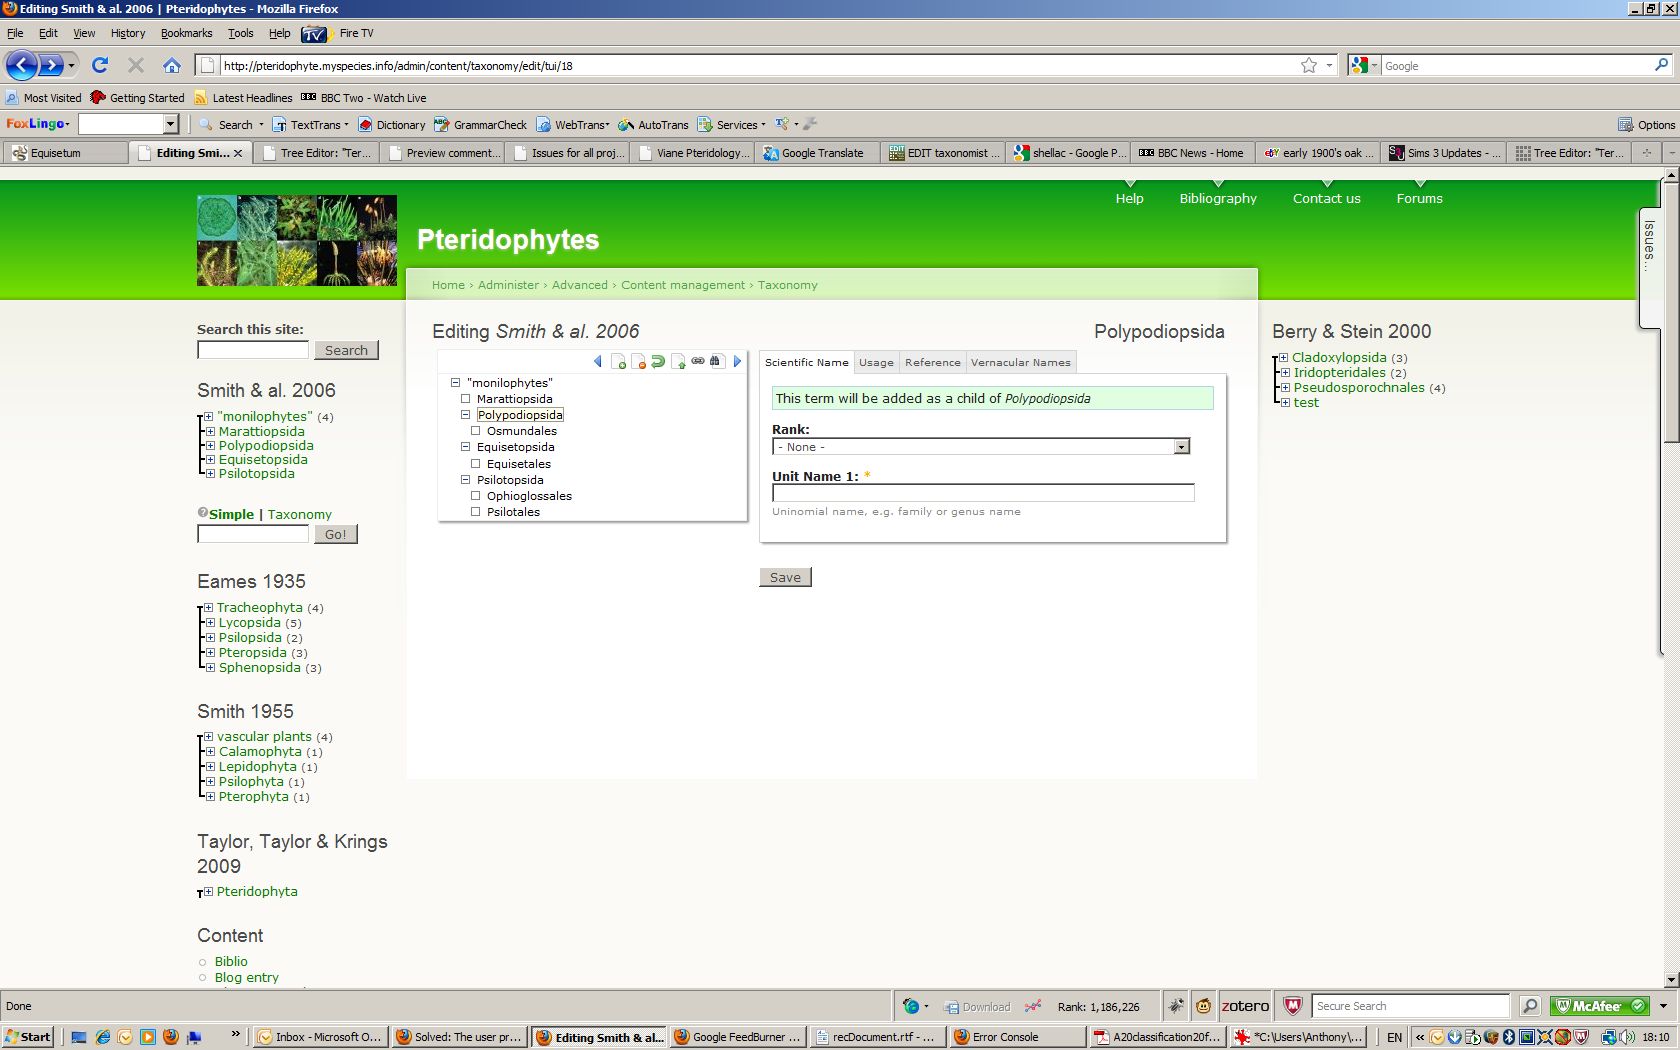 Editing Smith & al. 2006 | Pteridophytes - Mozilla Firefox
File Edit View History Bookmarks Tools Help TV Fire TV
http://pteridophyte.myspecies.info/admin/content/taxonomy/edit/tui/18
Google
Most Visited Getting Started Latest Headlines BBC BBC Two - Watch Live
FoxLingo Search TextTrans Dictionary GrammarCheck WebTrans AutoTrans Services Options
Equisetum Editing Smi... Tree Editor: "Ter... Preview comment... Issues for all proj... Viane Pteridology... Google Translate EDIT taxonomist ... shellac - Google P... BBC News - Home early 1900's oak ... Sims 3 Updates - ... Tree Editor: "Ter...
Help Bibliography Contact us Forums
Issues...
Pteridophytes
Home › Administer › Advanced › Content management › Taxonomy
Search this site:
Search
Smith & al. 2006
"monilophytes" (4)
Marattiopsida
Polypodiopsida
Equisetopsida
Psilotopsida
Simple | Taxonomy
Go!
Eames 1935
Tracheophyta (4)
Lycopsida (5)
Psilopsida (2)
Pteropsida (3)
Sphenopsida (3)
Smith 1955
vascular plants (4)
Calamophyta (1)
Lepidophyta (1)
Psilophyta (1)
Pterophyta (1)
Taylor, Taylor & Krings
2009
Pteridophyta
Content
Biblio
Blog entry
Editing Smith & al. 2006
Polypodiopsida
"monilophytes"
Marattiopsida
Polypodiopsida
Osmundales
Equisetopsida
Equisetales
Psilotopsida
Ophioglossales
Psilotales
Scientific Name Usage Reference Vernacular Names
This term will be added as a child of Polypodiopsida
Rank:
- None -
Unit Name 1: *
Uninomial name, e.g. family or genus name
Save
Berry & Stein 2000
Cladoxylopsida (3)
Iridopteridales (2)
Pseudosporochnales (4)
test
Done
Download Rank: 1,186,226 zotero Secure Search McAfee
Start » Inbox - Microsoft O... Solved: The user pr... Editing Smith & al... Google FeedBurner ... recDocument.rtf - ... Error Console A20classification20f... *C:\Users\Anthony\... EN « 18:10